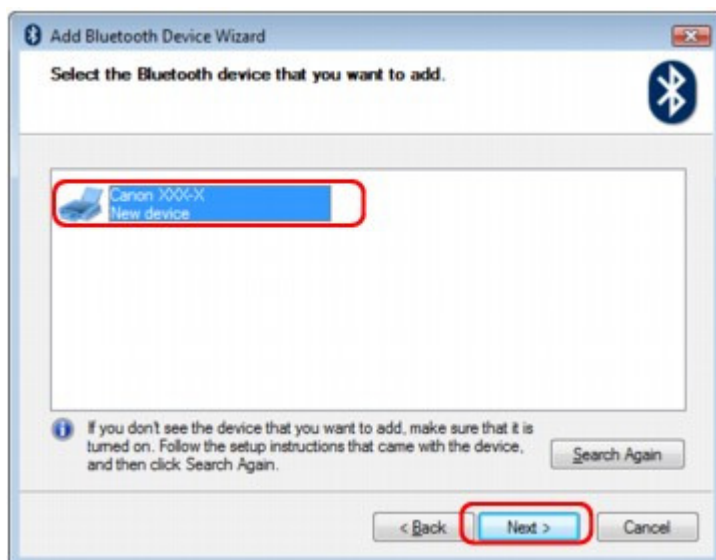 Add Bluetooth Device Wizard
Select the Bluetooth device that you want to add.
Canon XXX-X
New device
If you don't see the device that you want to add, make sure that it is
turned on. Follow the setup instructions that came with the device,
and then click Search Again.
Search Again
< Back
Next >
Cancel